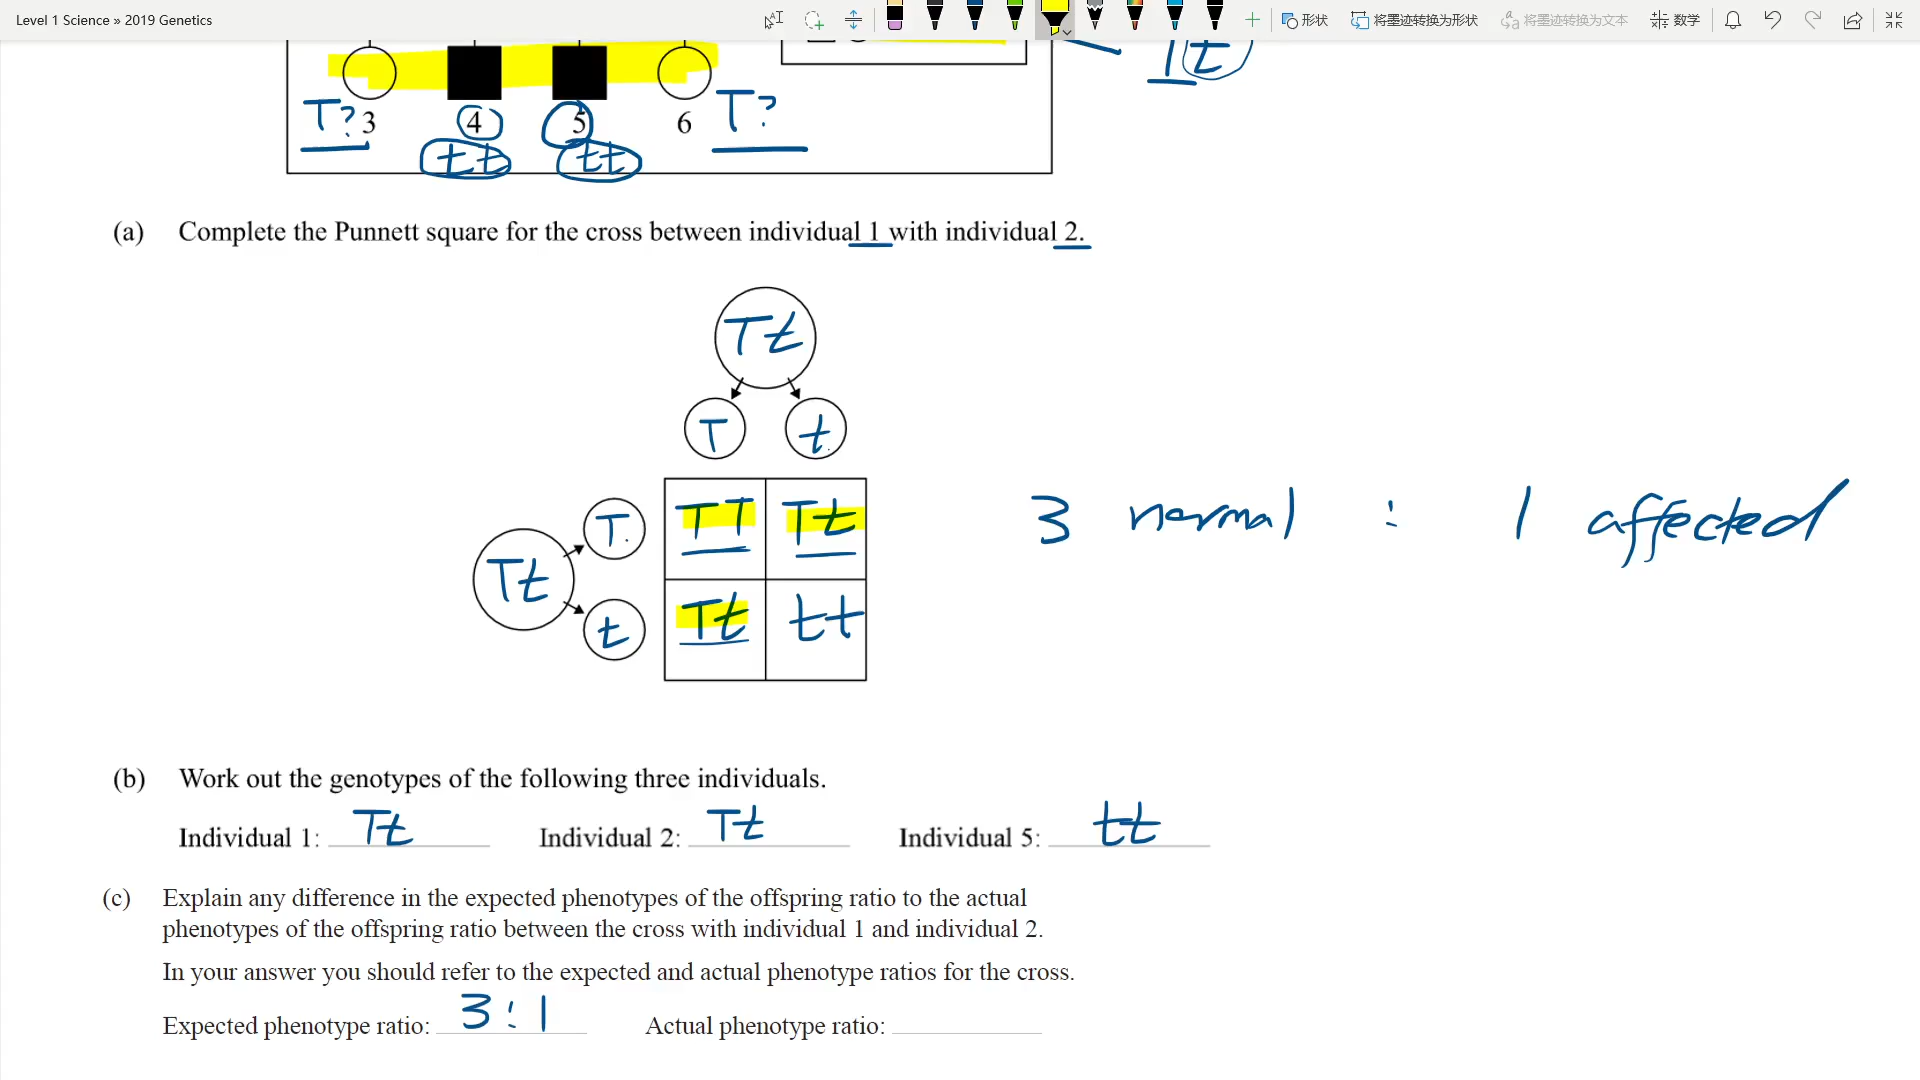 Level 1 Science » 2019 Genetics
形状 将墨迹转换为形状 将墨迹转换为文本 数学
Tt
T? 3 4 5 6 T?
tt tt
(a) Complete the Punnett square for the cross between individual 1 with individual 2.
Tt
T t
T TT Tt 3 normal : 1 affected
Tt
t Tt tt
(b) Work out the genotypes of the following three individuals.
Individual 1: Tt Individual 2: Tt Individual 5: tt
(c) Explain any difference in the expected phenotypes of the offspring ratio to the actual
phenotypes of the offspring ratio between the cross with individual 1 and individual 2.
In your answer you should refer to the expected and actual phenotype ratios for the cross.
Expected phenotype ratio: 3:1 Actual phenotype ratio: